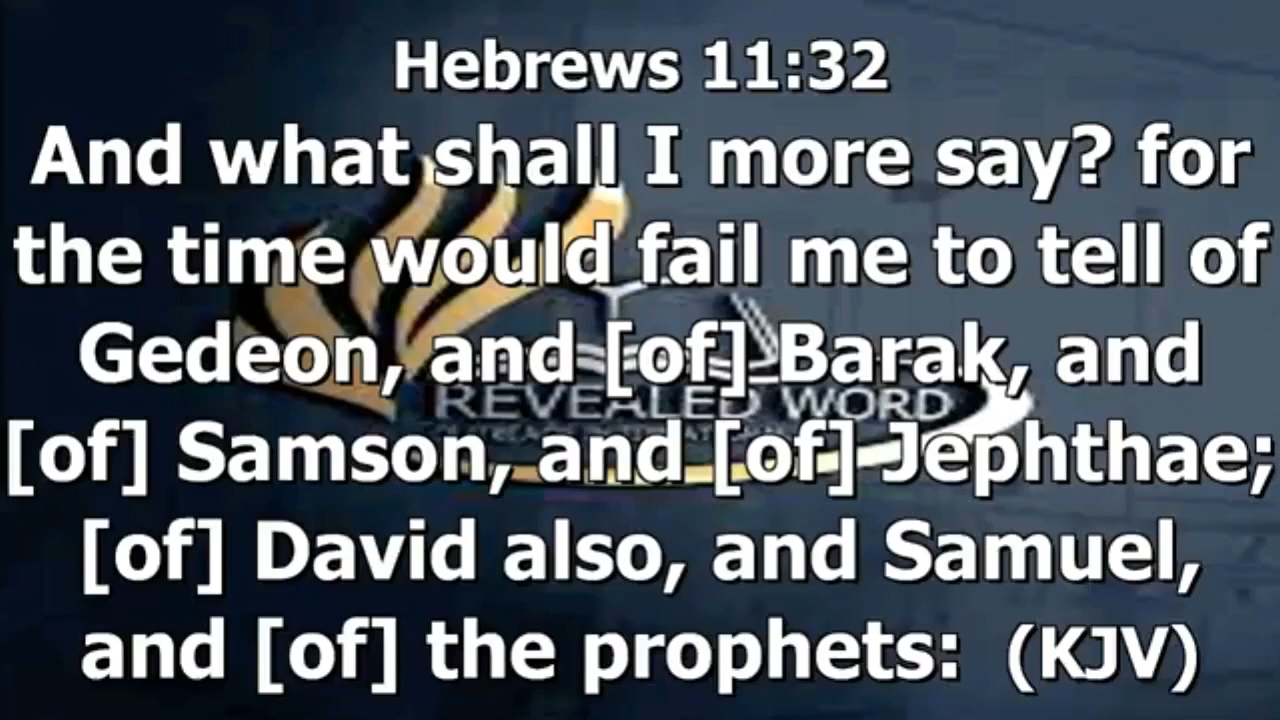 Hebrews 11:32
And what shall I more say? for
the time would fail me to tell of
Gedeon, and [of] Barak, and
REVEALED WORD
[of] Samson, and [of] Jephthae;
[of] David also, and Samuel,
and [of] the prophets: (KJV)